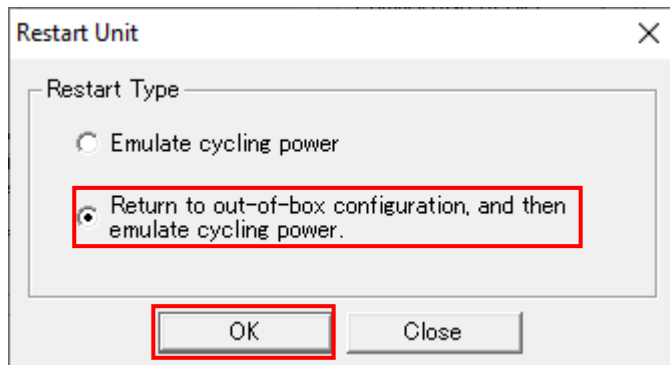 Restart Unit
Restart Type
Emulate cycling power
Return to out-of-box configuration, and then
emulate cycling power.
OK
Close